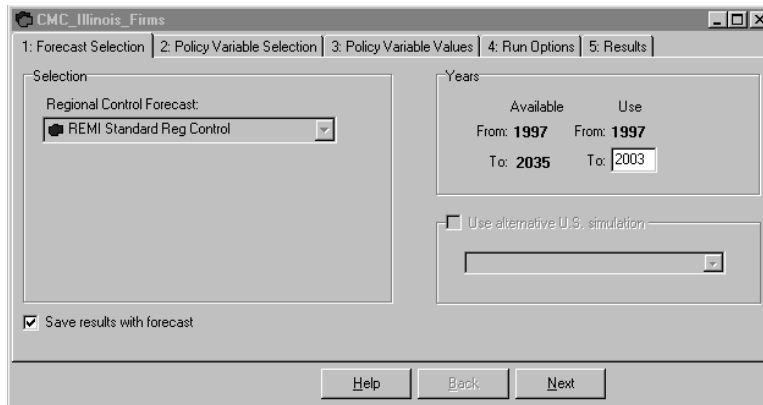 CMC_Illinois_Firms
1: Forecast Selection 2: Policy Variable Selection 3: Policy Variable Values 4: Run Options 5: Results
Selection
Regional Control Forecast:
REMI Standard Reg Control
Save results with forecast
Years
Available Use
From: 1997 From: 1997
To: 2035 To: 2003
Use alternative U.S. simulation
Help Back Next